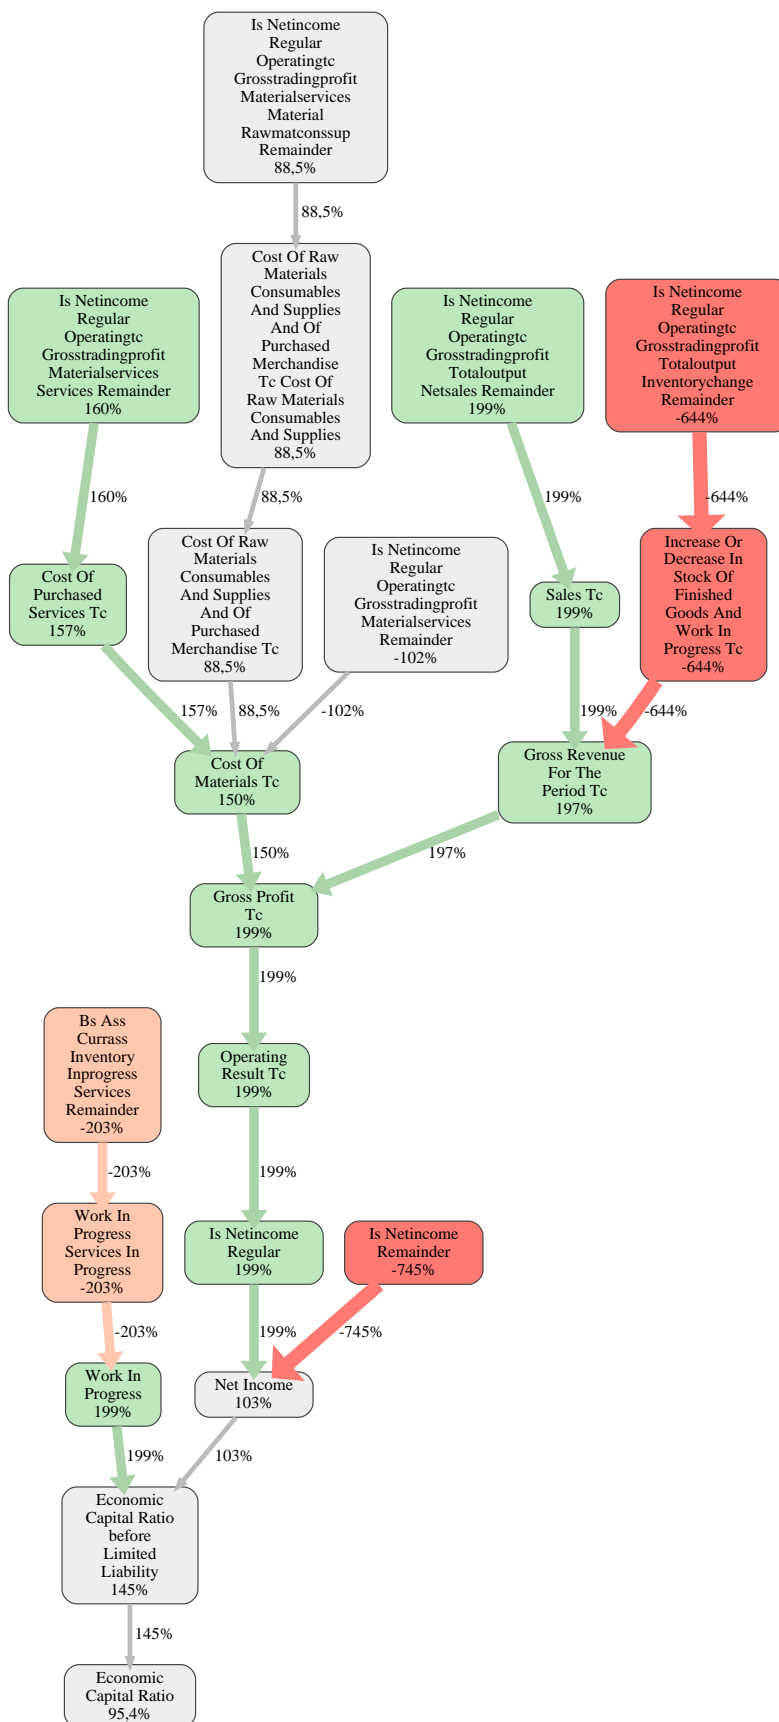 Is Netincome
Regular
Operatingtc
Grosstradingprofit
Materialservices
Material
Rawmatconssup
Remainder
88,5%
88,5%
Cost Of Raw
Materials
Consumables
And Supplies
And Of
Purchased
Merchandise
Tc Cost Of
Raw Materials
Consumables
And Supplies
88,5%
Is Netincome
Regular
Operatingtc
Grosstradingprofit
Materialservices
Services Remainder
160%
Is Netincome
Regular
Operatingtc
Grosstradingprofit
Totaloutput
Netsales Remainder
199%
Is Netincome
Regular
Operatingtc
Grosstradingprofit
Totaloutput
Inventorychange
Remainder
-644%
160%
88,5%
199%
-644%
Cost Of
Purchased
Services Tc
157%
Cost Of Raw
Materials
Consumables
And Supplies
And Of
Purchased
Merchandise Tc
88,5%
Is Netincome
Regular
Operatingtc
Grosstradingprofit
Materialservices
Remainder
-102%
Sales Tc
199%
Increase Or
Decrease In
Stock Of
Finished
Goods And
Work In
Progress Tc
-644%
157%
88,5%
-102%
199%
-644%
Cost Of
Materials Tc
150%
Gross Revenue
For The
Period Tc
197%
150%
197%
Gross Profit
Tc
199%
199%
Bs Ass
Currass
Inventory
Inprogress
Services
Remainder
-203%
Operating
Result Tc
199%
-203%
199%
Work In
Progress
Services In
Progress
-203%
Is Netincome
Regular
199%
Is Netincome
Remainder
-745%
-203%
199%
-745%
Work In
Progress
199%
Net Income
103%
199%
103%
Economic
Capital Ratio
before
Limited
Liability
145%
145%
Economic
Capital Ratio
95,4%